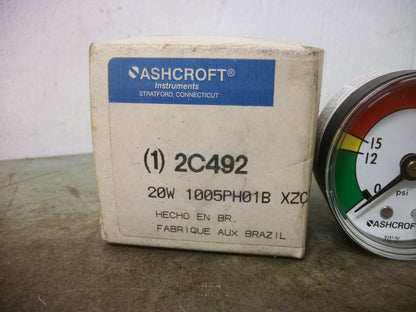 ASHCROFT®
Instruments
STRATFORD, CONNECTICUT
(1) 2C492
20W 1005PH01B XZC
HECHO EN BR.
FABRIQUE AUX BRAZIL
15
12
0
psi
ASHCROFT